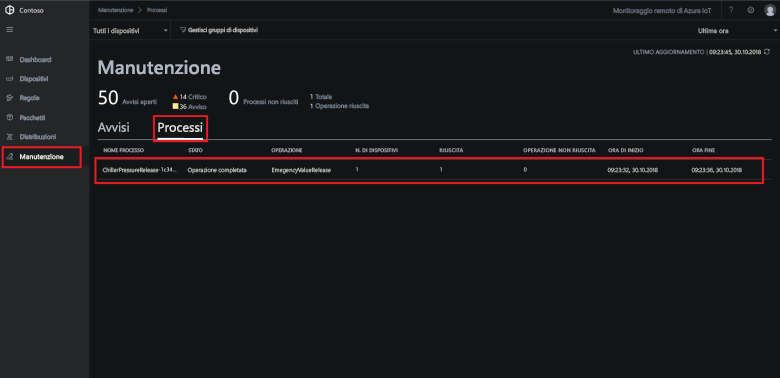 Contoso
Manutenzione > Processi
Monitoraggio remoto di Azure IoT
?
Tutti i dispositivi
Gestisci gruppi di dispositivi
Ultima ora
ULTIMO AGGIORNAMENTO | 09:23:45, 30.10.2018
Dashboard
Dispositivi
Regole
Pacchetti
Distribuzioni
Manutenzione
Manutenzione
50 Avvisi aperti
14 Critico
36 Avviso
0 Processi non riusciti
1 Totale
1 Operazione riuscita
Avvisi
Processi
NOME PROCESSO STATO OPERAZIONE N. DI DISPOSITIVI RIUSCITA OPERAZIONE NON RIUSCITA ORA DI INIZIO ORA FINE
ChillarPressureRelease-1c34... Operazione completata EmegencyValueRelease 1 1 0 09:23:32, 30.10.2018 09:23:36, 30.10.2018